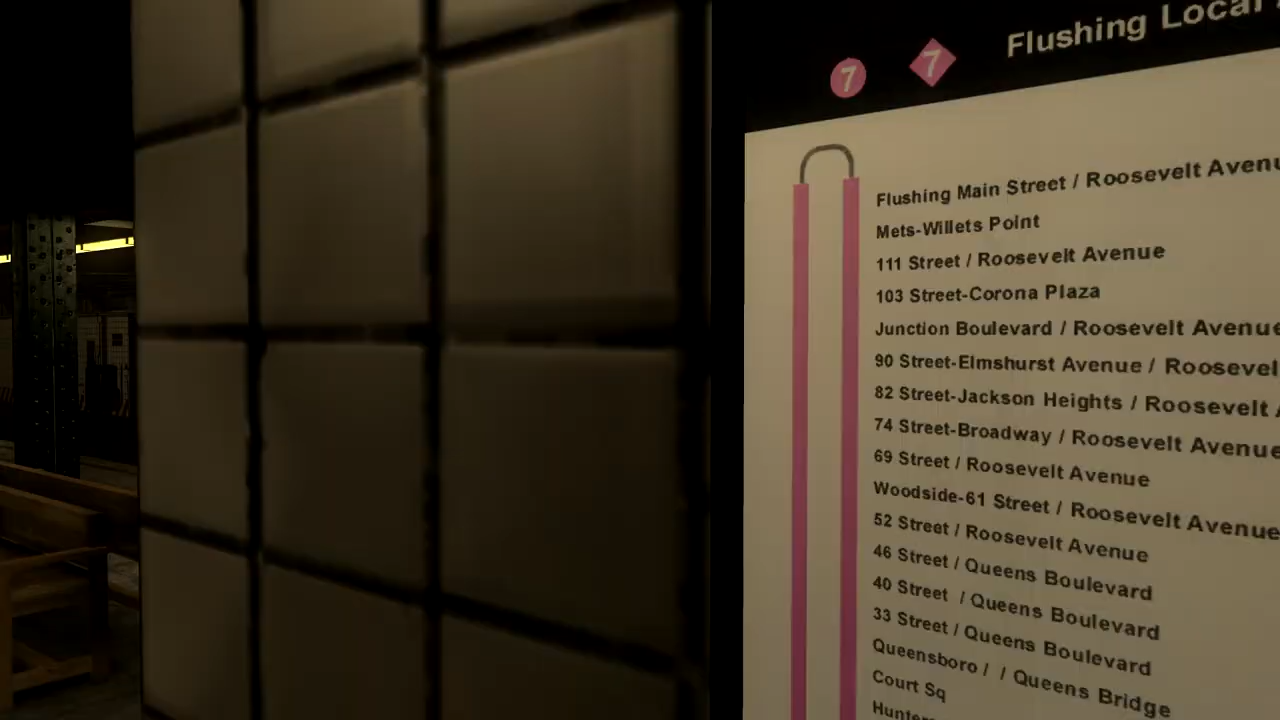 7 7 Flushing Local
Flushing Main Street / Roosevelt
Mets-Willets Point
111 Street / Roosevelt Avenue
103 Street-Corona Plaza
Junction Boulevard / Roosevelt Avenue
90 Street-Elmshurst Avenue /
82 Street-Jackson Heights / Roosevelt
74 Street-Broadway / Roosevelt Avenue
69 Street / Roosevelt Avenue
Woodside-61 Street / Roosevelt Avenue
52 Street / Roosevelt Avenue
46 Street / Queens Boulevard
40 Street / Queens Boulevard
33 Street / Queens Boulevard
Queensboro / / Queens Bridge
Court Sq